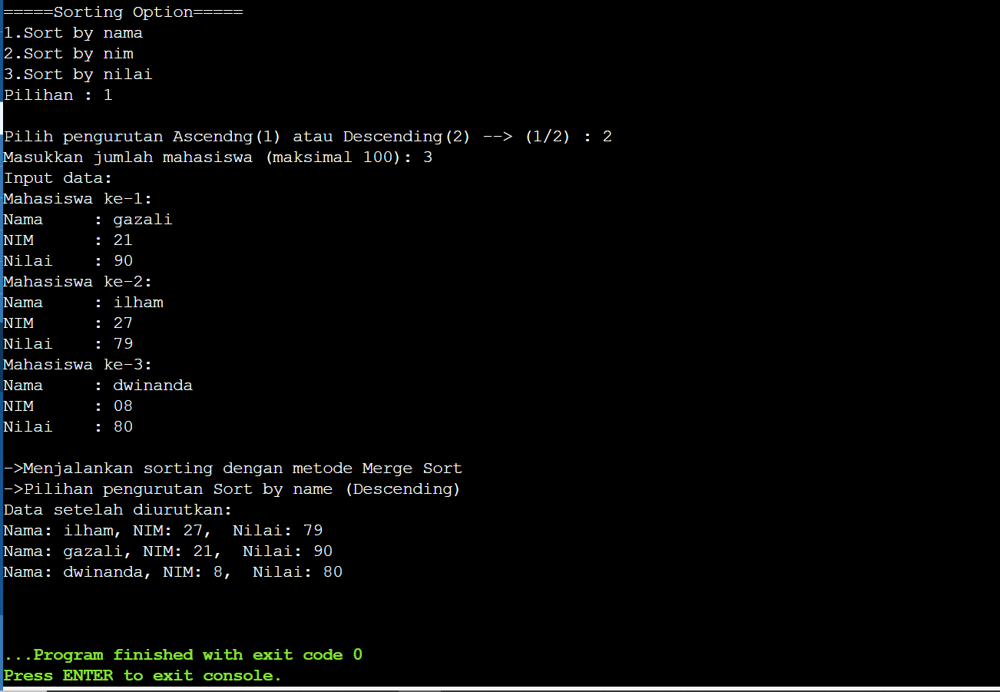 =====Sorting Option=====
1.Sort by nama
2.Sort by nim
3.Sort by nilai
Pilihan : 1
Pilih pengurutan Ascendng(1) atau Descending(2) --> (1/2) : 2
Masukkan jumlah mahasiswa (maksimal 100): 3
Input data:
Mahasiswa ke-1:
Nama     : gazali
NIM      : 21
Nilai    : 90
Mahasiswa ke-2:
Nama     : ilham
NIM      : 27
Nilai    : 79
Mahasiswa ke-3:
Nama     : dwinanda
NIM      : 08
Nilai    : 80
->Menjalankan sorting dengan metode Merge Sort
->Pilihan pengurutan Sort by name (Descending)
Data setelah diurutkan:
Nama: ilham, NIM: 27,  Nilai: 79
Nama: gazali, NIM: 21,  Nilai: 90
Nama: dwinanda, NIM: 8,  Nilai: 80
...Program finished with exit code 0
Press ENTER to exit console.